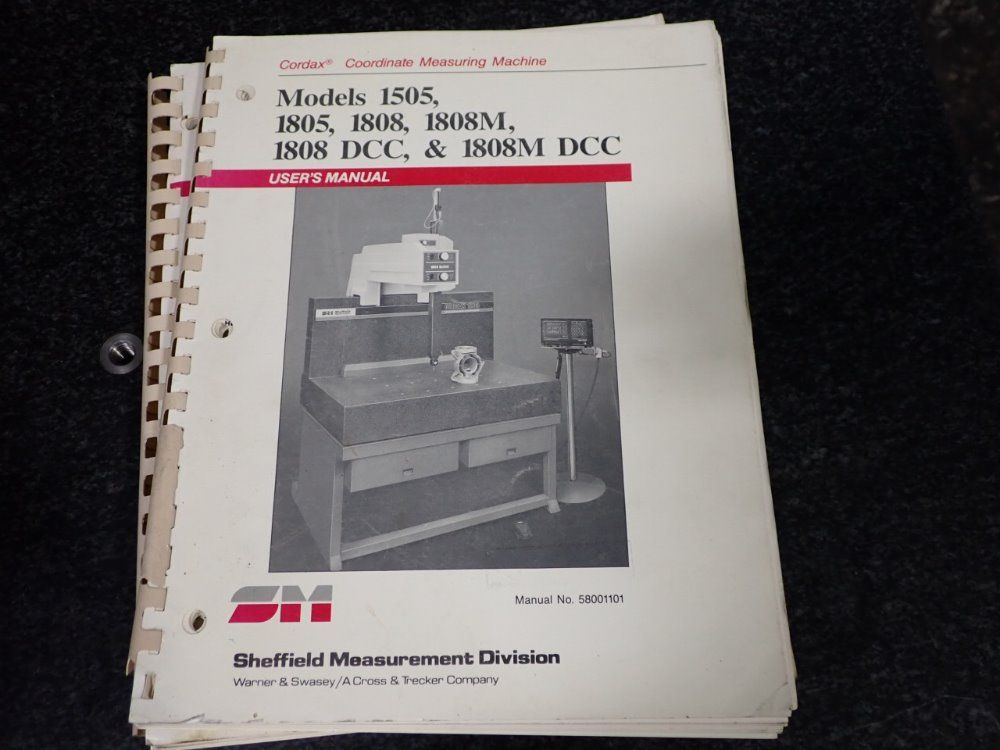 Cordax® Coordinate Measuring Machine
Models 1505,
1805, 1808, 1808M,
1808 DCC, & 1808M DCC
USER'S MANUAL
SM
Manual No. 58001101
Sheffield Measurement Division
Warner & Swasey/A Cross & Trecker Company